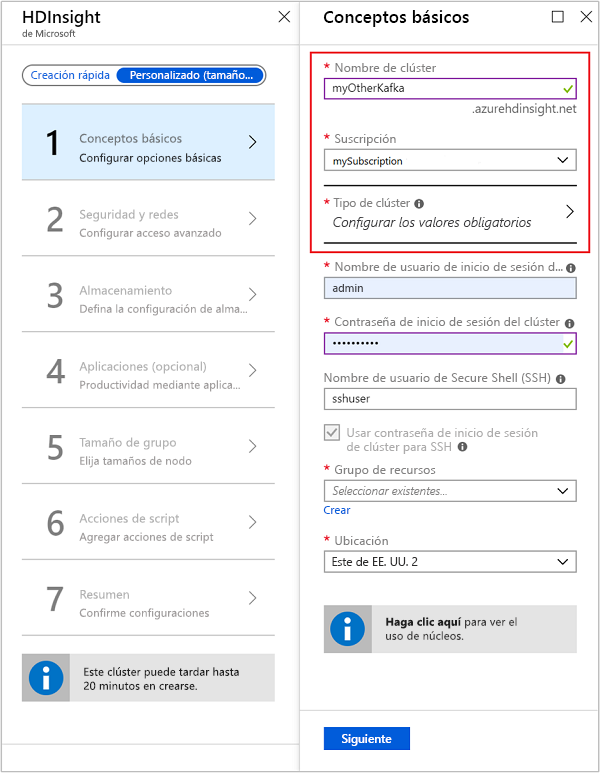 HDInsight
de Microsoft
Creación rápida
Personalizado (tamaño...
1
Conceptos básicos
Configurar opciones básicas
2
Seguridad y redes
Configurar acceso avanzado
3
Almacenamiento
Defina la configuración de alma...
4
Aplicaciones (opcional)
Productividad mediante aplica...
5
Tamaño de grupo
Elija tamaños de nodo
6
Acciones de script
Agregar acciones de script
7
Resumen
Confirme configuraciones
Este clúster puede tardar hasta
20 minutos en crearse.
Conceptos básicos
* Nombre de clúster
myOtherKafka
.azurehdinsight.net
* Suscripción
mySubscription
* Tipo de clúster
Configurar los valores obligatorios
* Nombre de usuario de inicio de sesión d...
admin
* Contraseña de inicio de sesión del clúster
••••••••••
Nombre de usuario de Secure Shell (SSH)
sshuser
Usar contraseña de inicio de sesión
de clúster para SSH
* Grupo de recursos
Seleccionar existentes...
Crear
* Ubicación
Este de EE. UU. 2
Haga clic aquí para ver el
uso de núcleos.
Siguiente